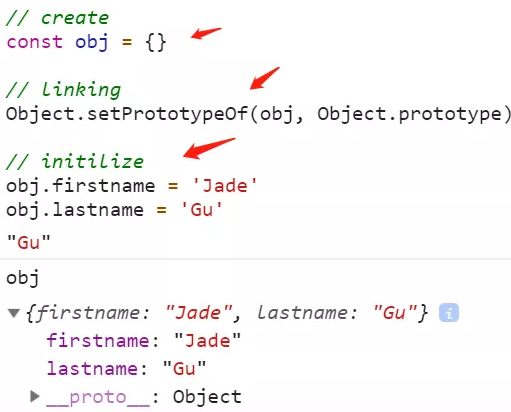 // create
const obj = {}
// linking
Object.setPrototypeOf(obj, Object.prototype)
// initilize
obj.firstname = 'Jade'
obj.lastname = 'Gu'
"Gu"
obj
▼{firstname: "Jade", lastname: "Gu"} i
firstname: "Jade"
lastname: "Gu"
▶__proto__: Object